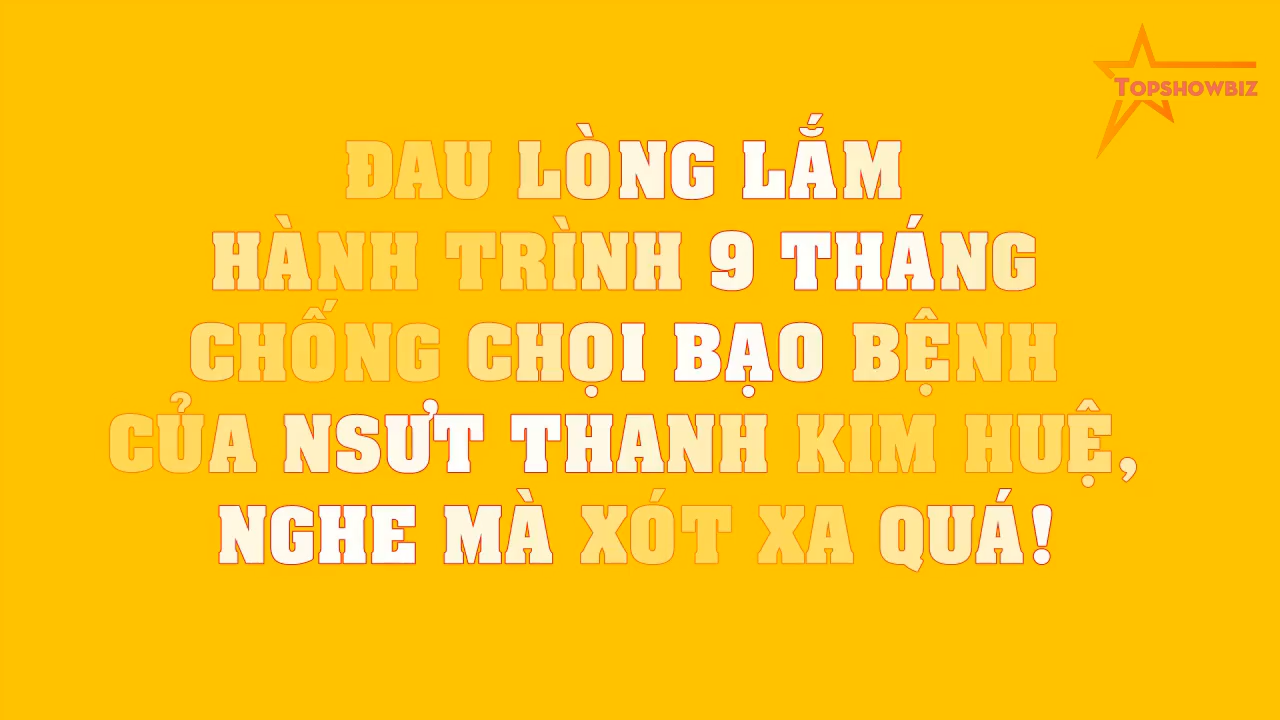 TOPSHOWBIZ
ĐAU LÒNG LẮM
HÀNH TRÌNH 9 THÁNG
CHỐNG CHỌI BẠO BỆNH
CỦA NSƯT THANH KIM HUỆ,
NGHE MÀ XÓT XA QUÁ!